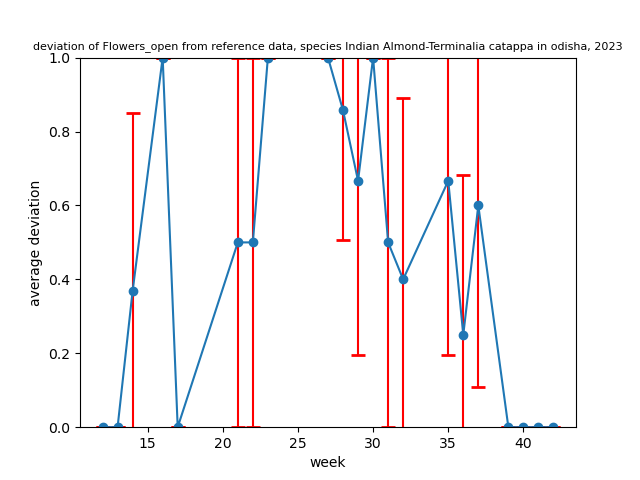 deviation of Flowers_open from reference data, species Indian Almond-Terminalia catappa in odisha, 2023
1.0
0.8
0.6
0.4
0.2
0.0
average deviation
15 20 25 30 35 40
week